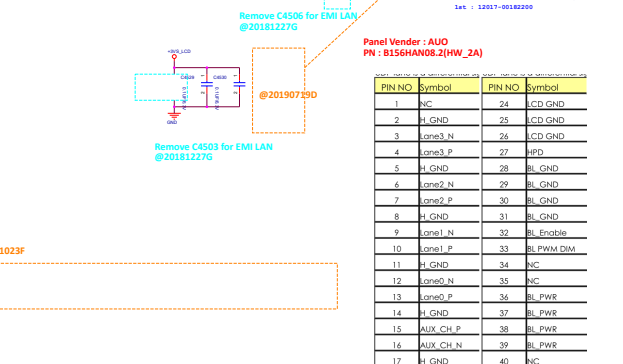 1st : 12017-00182200
Remove C4506 for EMI LAN
@20181227G
Panel Vender : AUO
PN : B156HAN08.2(HW_2A)
+3VS_LCD
C4529
C4530
@20190719D
GND
Remove C4503 for EMI LAN
@20181227G
1023F
PIN NO Symbol PIN NO Symbol
1 NC 24 LCD GND
2 H_GND 25 LCD GND
3 Lane3_N 26 LCD GND
4 Lane3_P 27 HPD
5 H_GND 28 BL_GND
6 Lane2_N 29 BL_GND
7 Lane2_P 30 BL_GND
8 H_GND 31 BL_GND
9 Lane1_N 32 BL_Enable
10 Lane1_P 33 BL PWM DIM
11 H_GND 34 NC
12 Lane0_N 35 NC
13 Lane0_P 36 BL_PWR
14 H_GND 37 BL_PWR
15 AUX_CH_P 38 BL_PWR
16 AUX_CH_N 39 BL_PWR
17 H_GND 40 NC